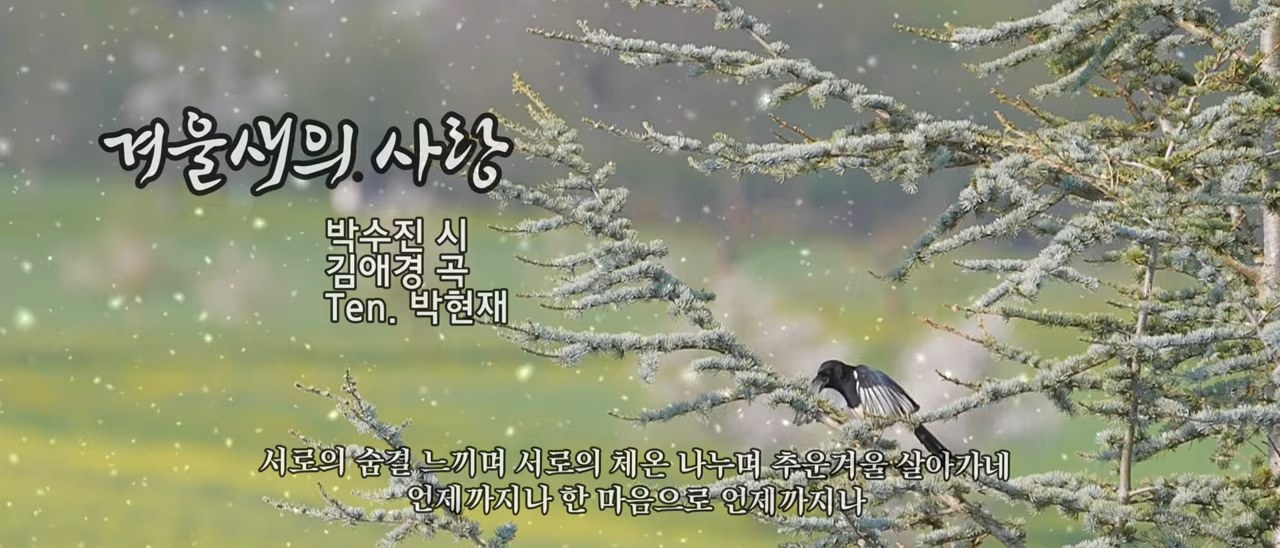 겨울새의 사랑
박수진 시
김애경 곡
Ten. 박현재
서로의 숨결 느끼며 서로의 체온 나누며 추운겨울 살아가네
언제까지나 한 마음으로 언제까지나